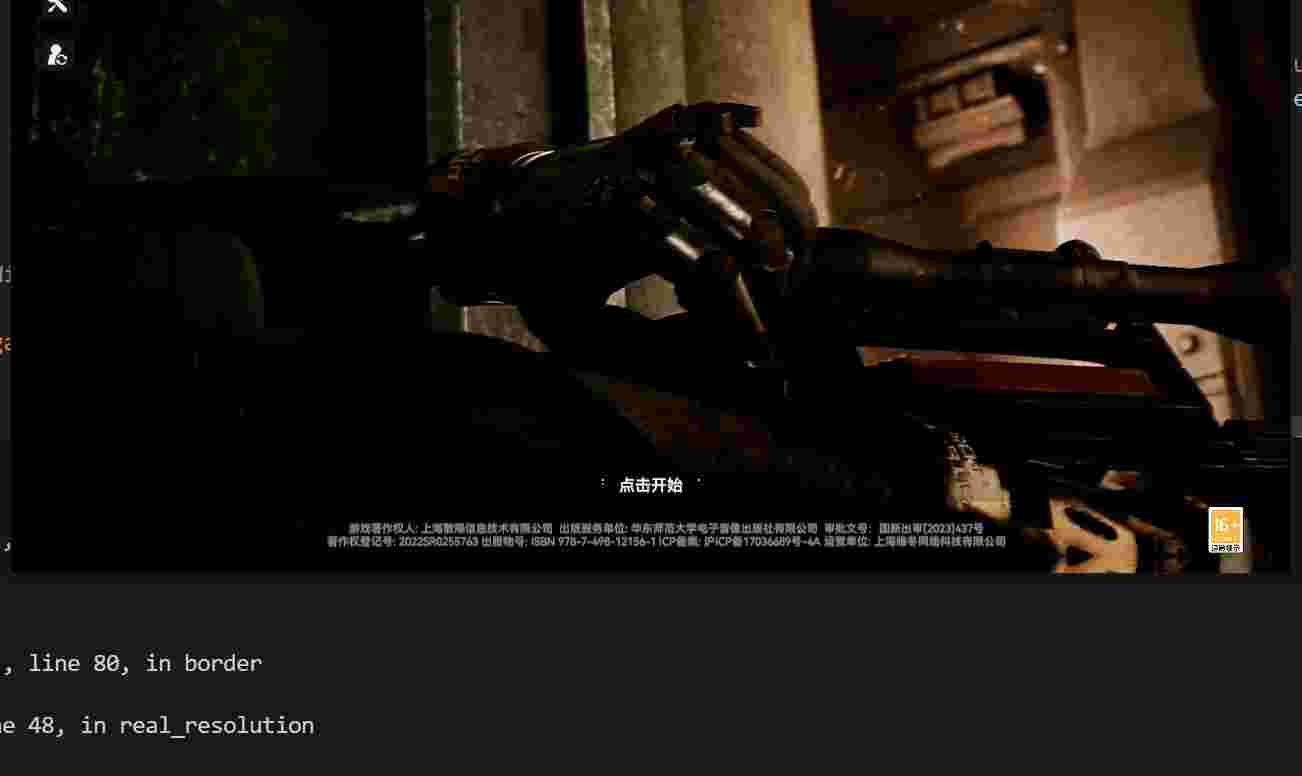 点击开始
游戏著作权人: 上海散爆信息技术有限公司 出版服务单位: 华东师范大学电子音像出版社有限公司 审批文号: 国新出审[2023]437号
著作权登记号: 2022SR0255763 出版物号: ISBN 978-7-498-12156-1 ICP备案: 沪ICP备17036689号-4A 运营单位: 上海暝冬网络科技有限公司
16+
适龄提示
, line 80, in border
e 48, in real_resolution